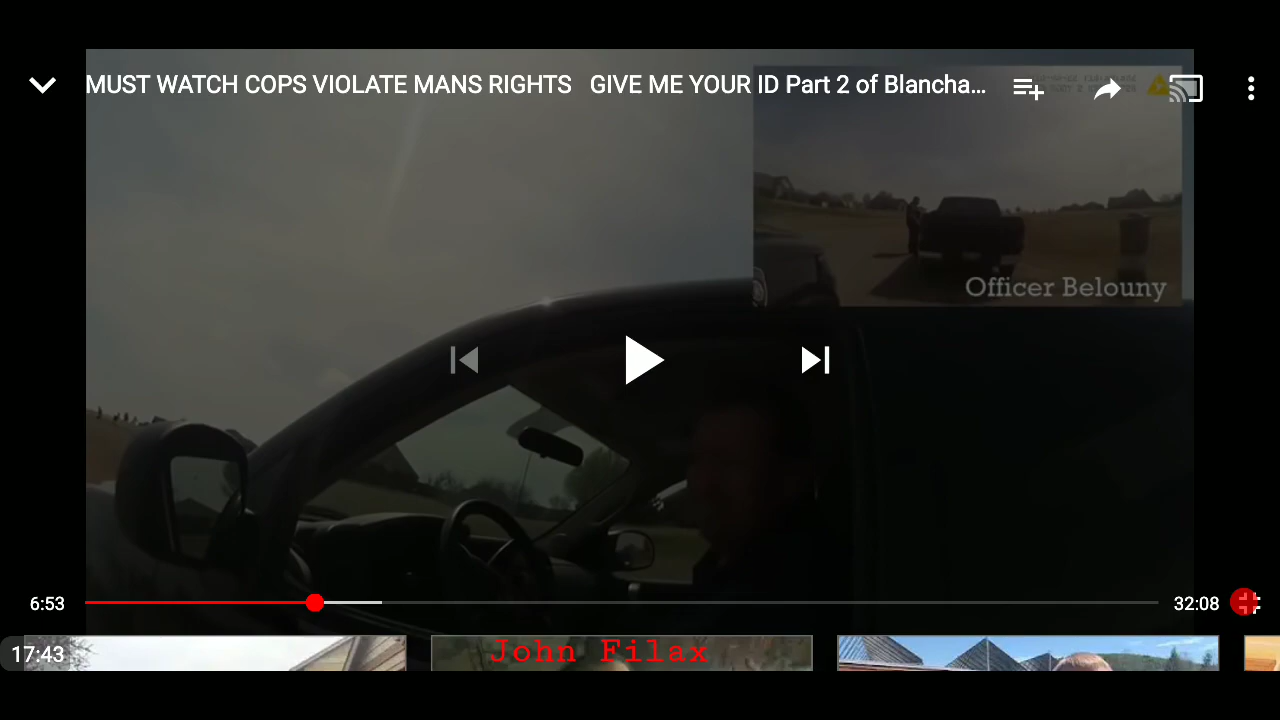 MUST WATCH COPS VIOLATE MANS RIGHTS GIVE ME YOUR ID Part 2 of Blancha...
Officer Belouny
6:53
32:08
17:43
John Filax